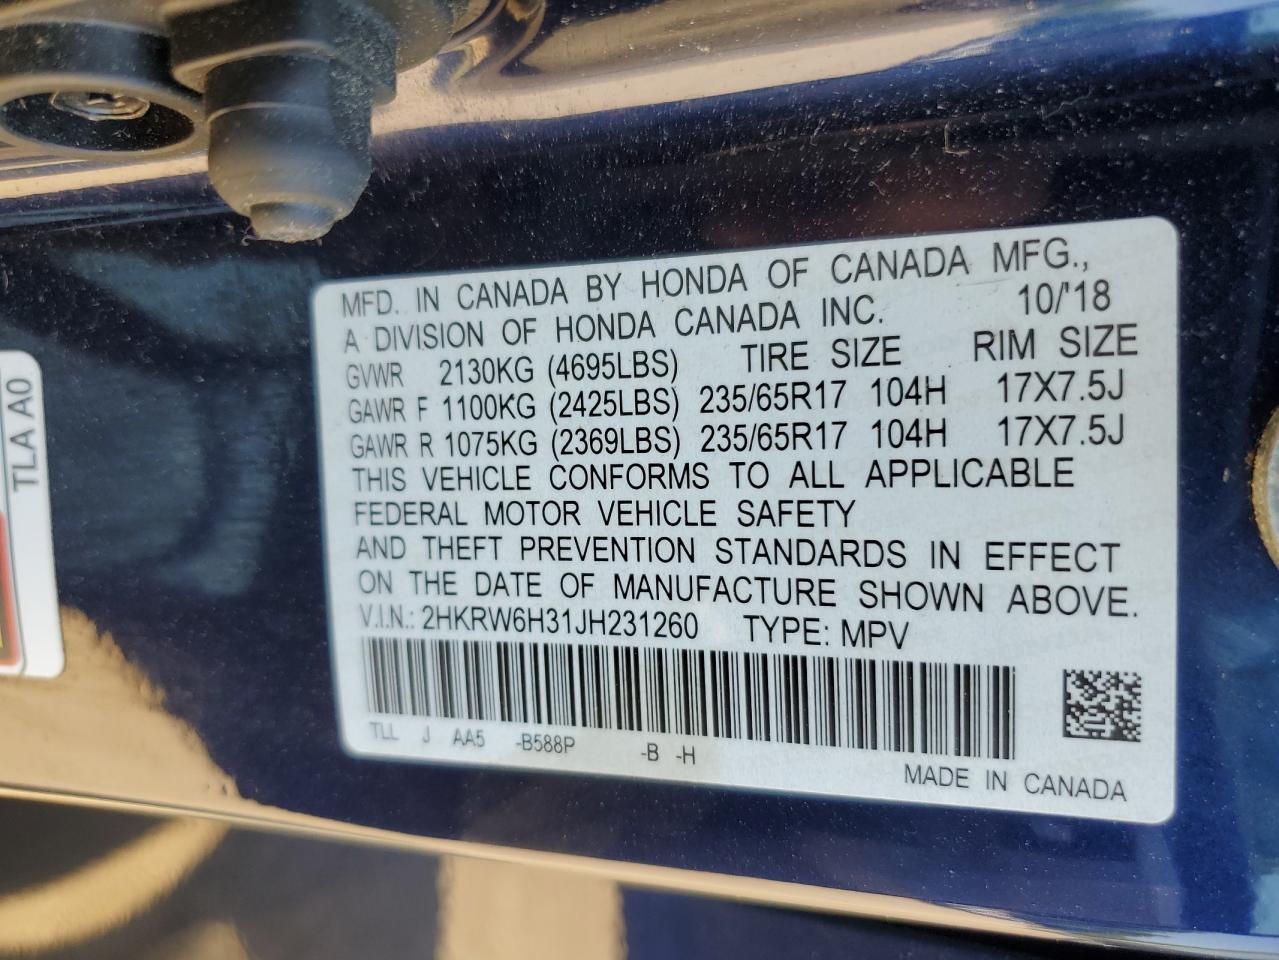 MFD. IN CANADA BY HONDA OF CANADA MFG.,
A DIVISION OF HONDA CANADA INC. 10/'18
GVWR 2130KG (4695LBS) TIRE SIZE RIM SIZE
GAWR F 1100KG (2425LBS) 235/65R17 104H 17X7.5J
GAWR R 1075KG (2369LBS) 235/65R17 104H 17X7.5J
THIS VEHICLE CONFORMS TO ALL APPLICABLE
FEDERAL MOTOR VEHICLE SAFETY
AND THEFT PREVENTION STANDARDS IN EFFECT
ON THE DATE OF MANUFACTURE SHOWN ABOVE.
V.I.N.: 2HKRW6H31JH231260 TYPE: MPV
TLL J AA5 -B588P -B -H
MADE IN CANADA
TLA A0